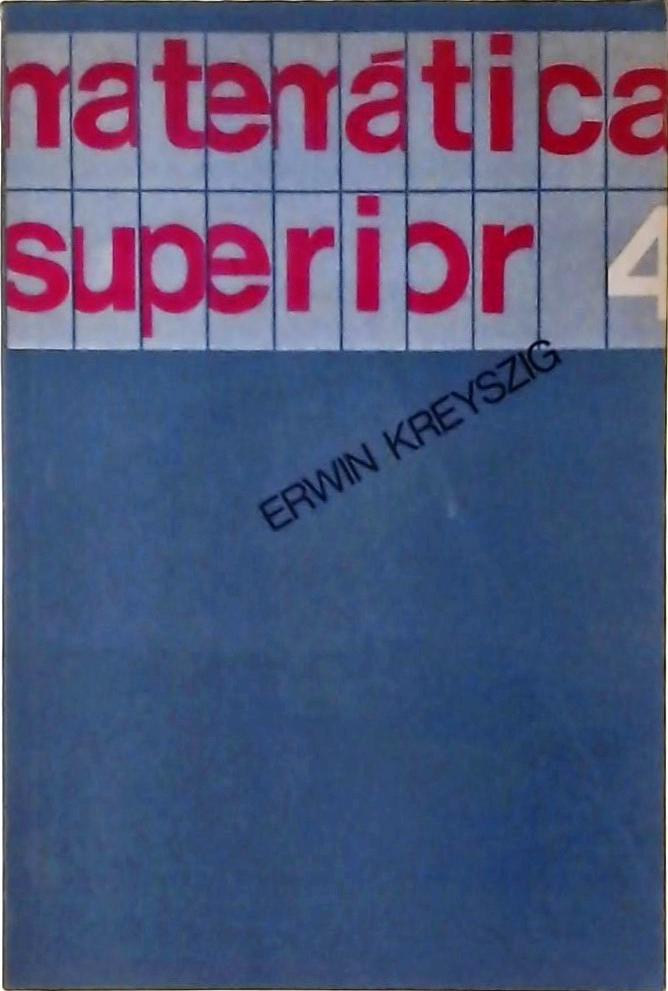 matemática
superior 4
ERWIN KREYSZIG